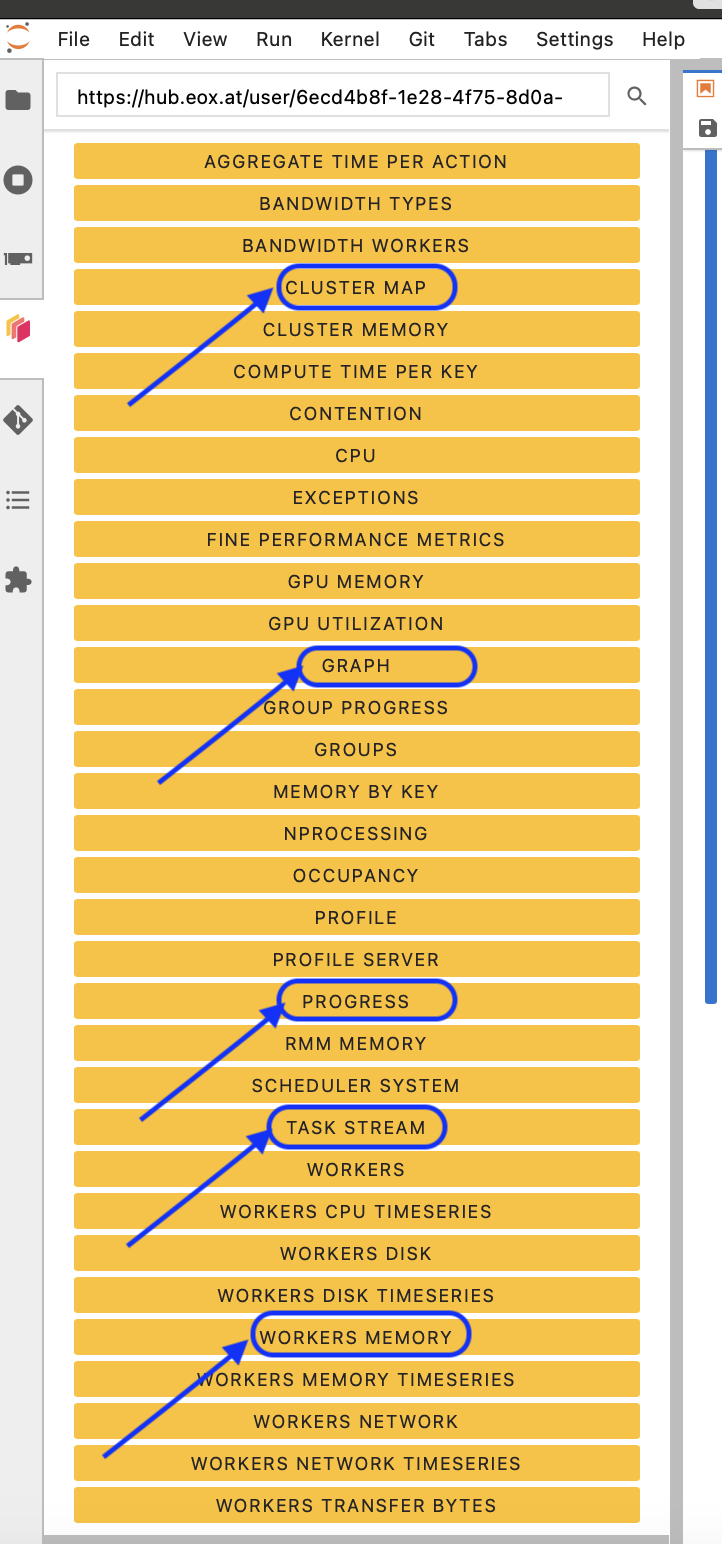 File Edit View Run Kernel Git Tabs Settings Help
https://hub.eox.at/user/6ecd4b8f-1e28-4f75-8d0a-
AGGREGATE TIME PER ACTION
BANDWIDTH TYPES
BANDWIDTH WORKERS
CLUSTER MAP
CLUSTER MEMORY
COMPUTE TIME PER KEY
CONTENTION
CPU
EXCEPTIONS
FINE PERFORMANCE METRICS
GPU MEMORY
GPU UTILIZATION
GRAPH
GROUP PROGRESS
GROUPS
MEMORY BY KEY
NPROCESSING
OCCUPANCY
PROFILE
PROFILE SERVER
PROGRESS
RMM MEMORY
SCHEDULER SYSTEM
TASK STREAM
WORKERS
WORKERS CPU TIMESERIES
WORKERS DISK
WORKERS DISK TIMESERIES
WORKERS MEMORY
WORKERS MEMORY TIMESERIES
WORKERS NETWORK
WORKERS NETWORK TIMESERIES
WORKERS TRANSFER BYTES